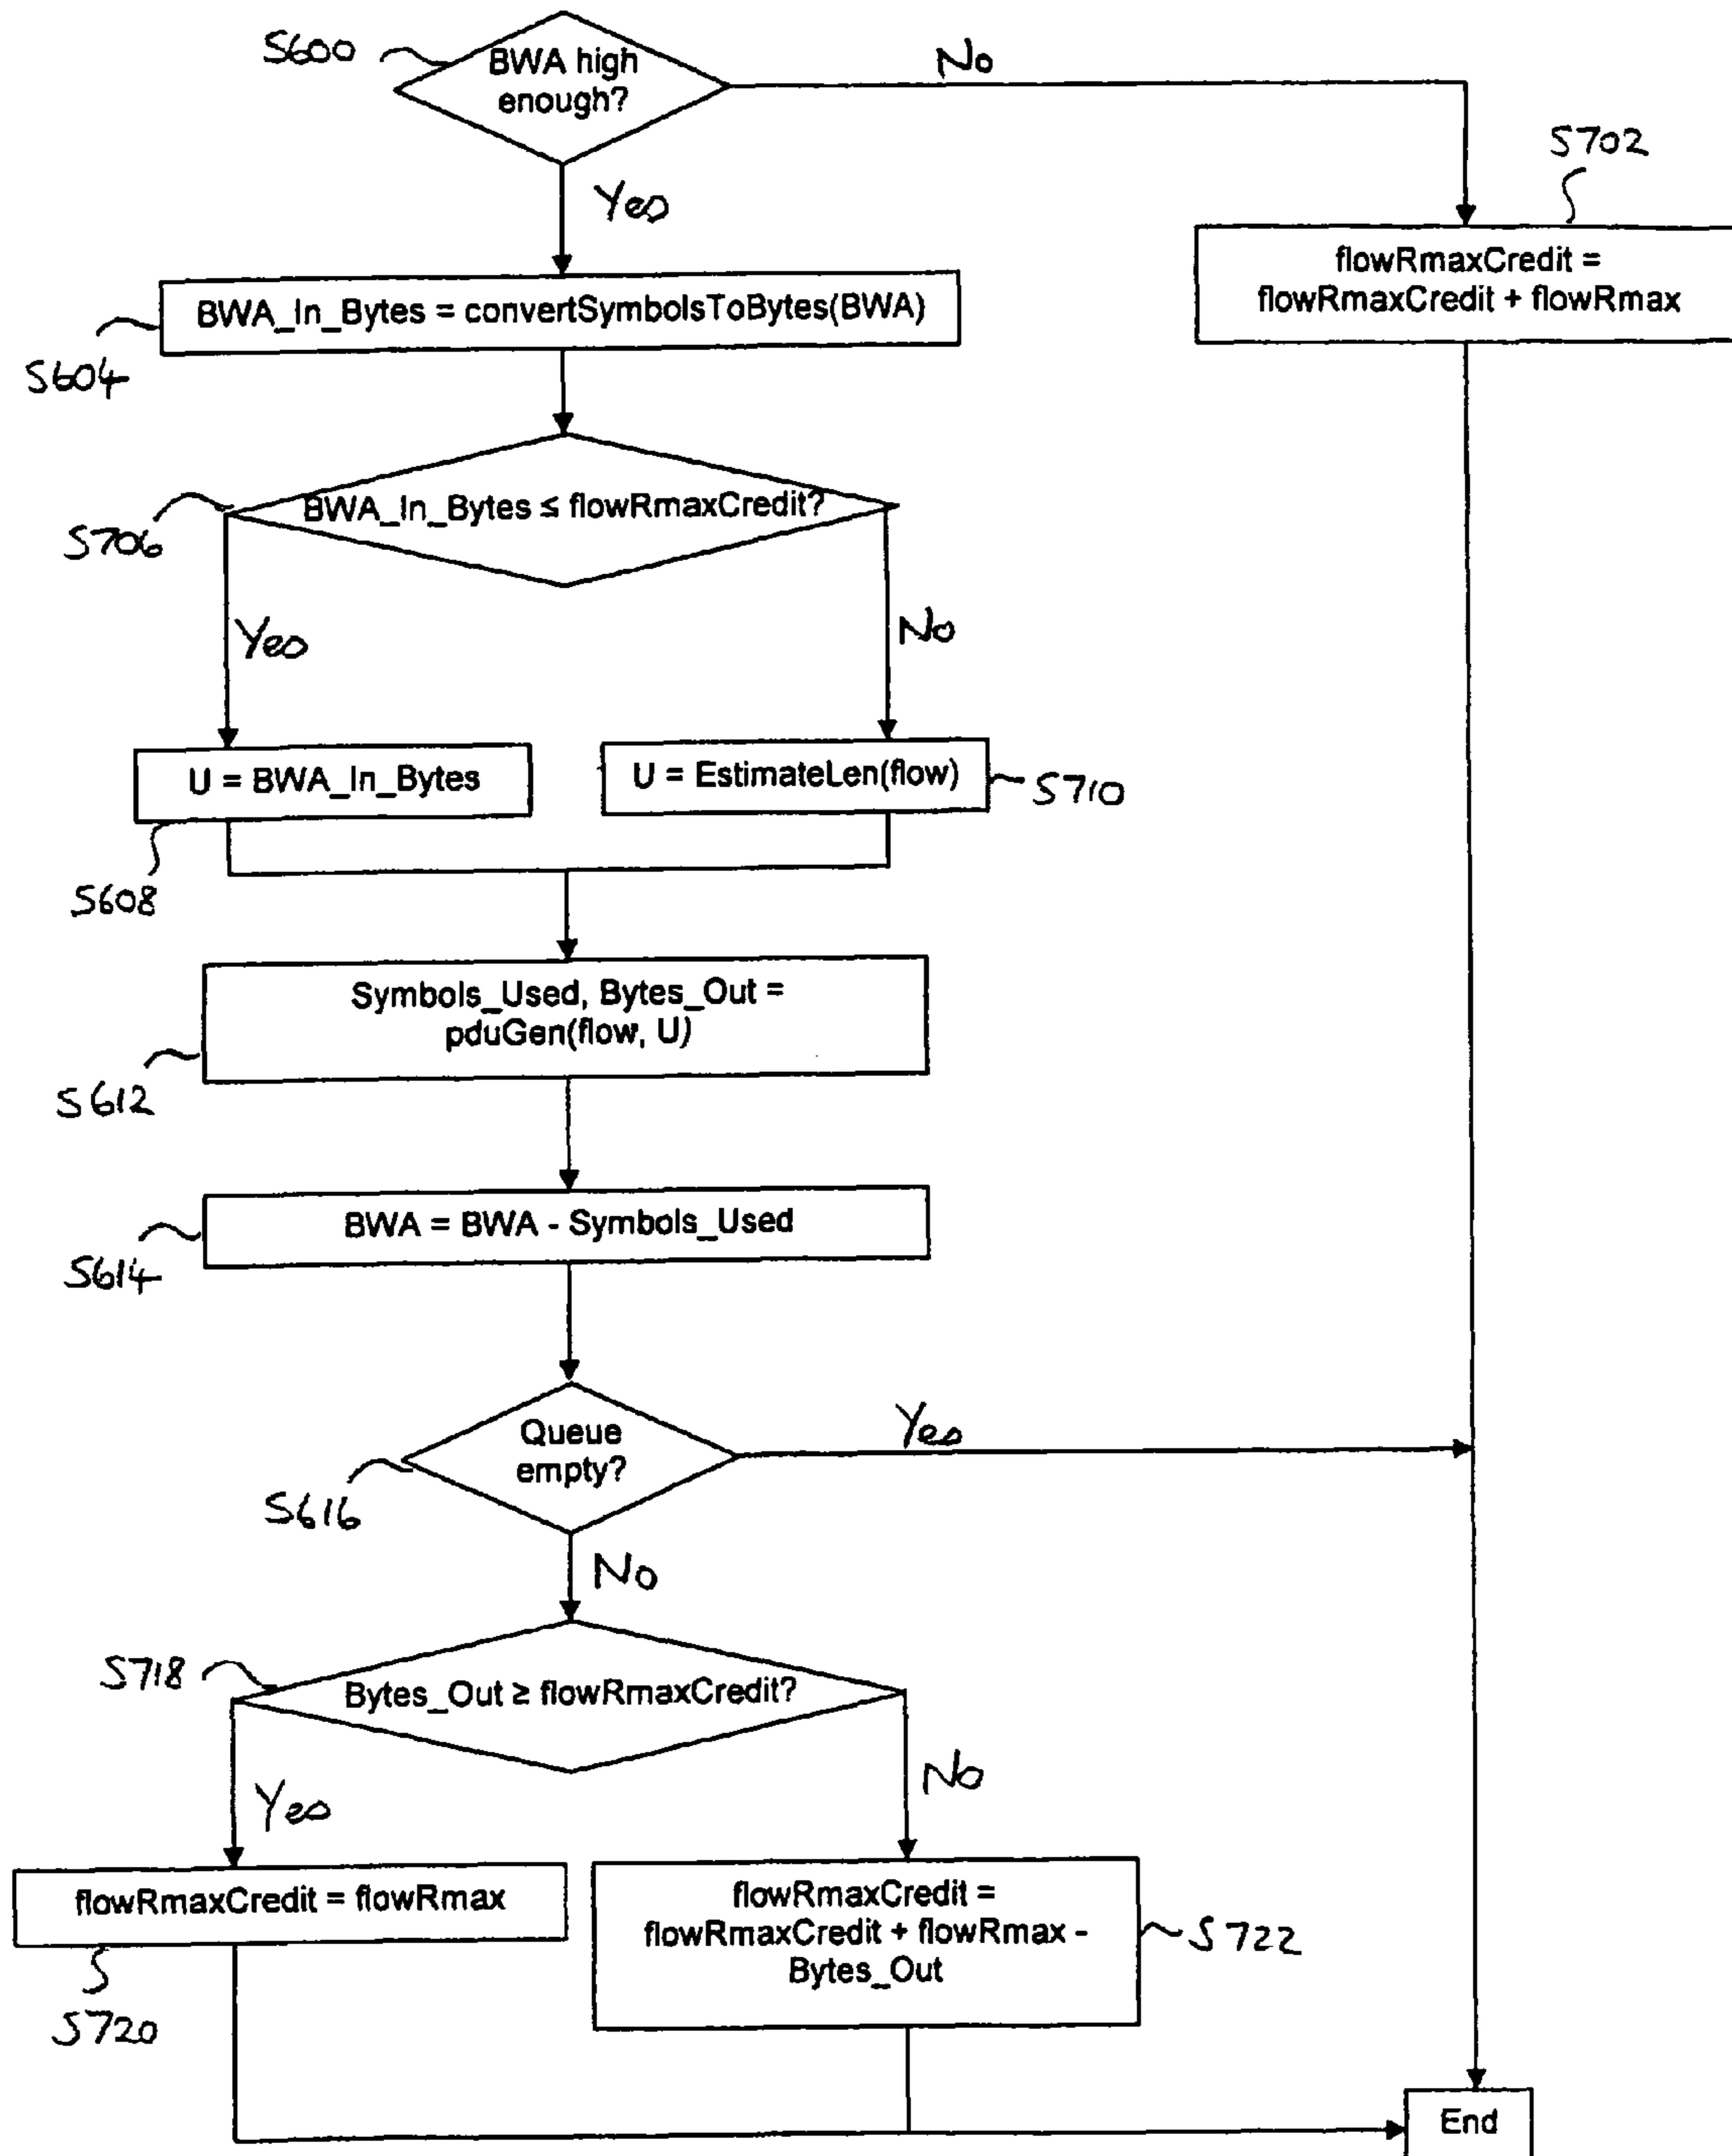 S600
BWA high
enough?
No
S702
Yes
flowRmaxCredit =
flowRmaxCredit + flowRmax
BWA_In_Bytes = convertSymbolsToBytes(BWA)
S604
BWA_In_Bytes ≤ flowRmaxCredit?
S706
Yes
No
U = BWA_In_Bytes
U = EstimateLen(flow)
S710
S608
Symbols_Used, Bytes_Out =
pduGen(flow, U)
S612
BWA = BWA - Symbols_Used
S614
Queue
empty?
Yes
S616
No
S718
Bytes_Out ≥ flowRmaxCredit?
Yes
No
flowRmaxCredit = flowRmax
flowRmaxCredit =
flowRmaxCredit + flowRmax -
Bytes_Out
S722
S720
End